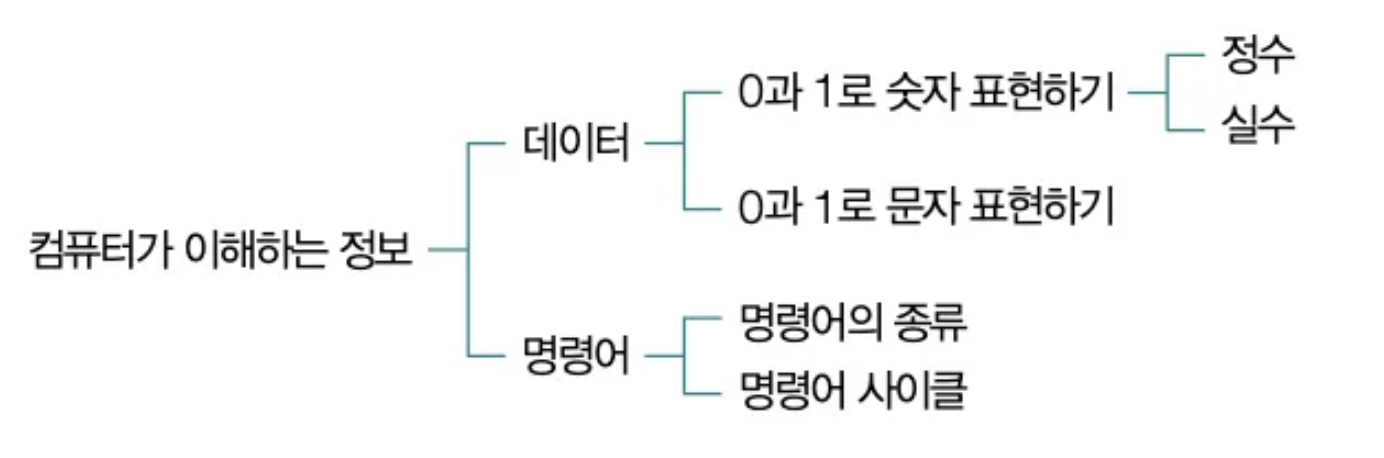 컴퓨터가 이해하는 정보
데이터
0과 1로 숫자 표현하기
정수
실수
0과 1로 문자 표현하기
명령어
명령어의 종류
명령어 사이클